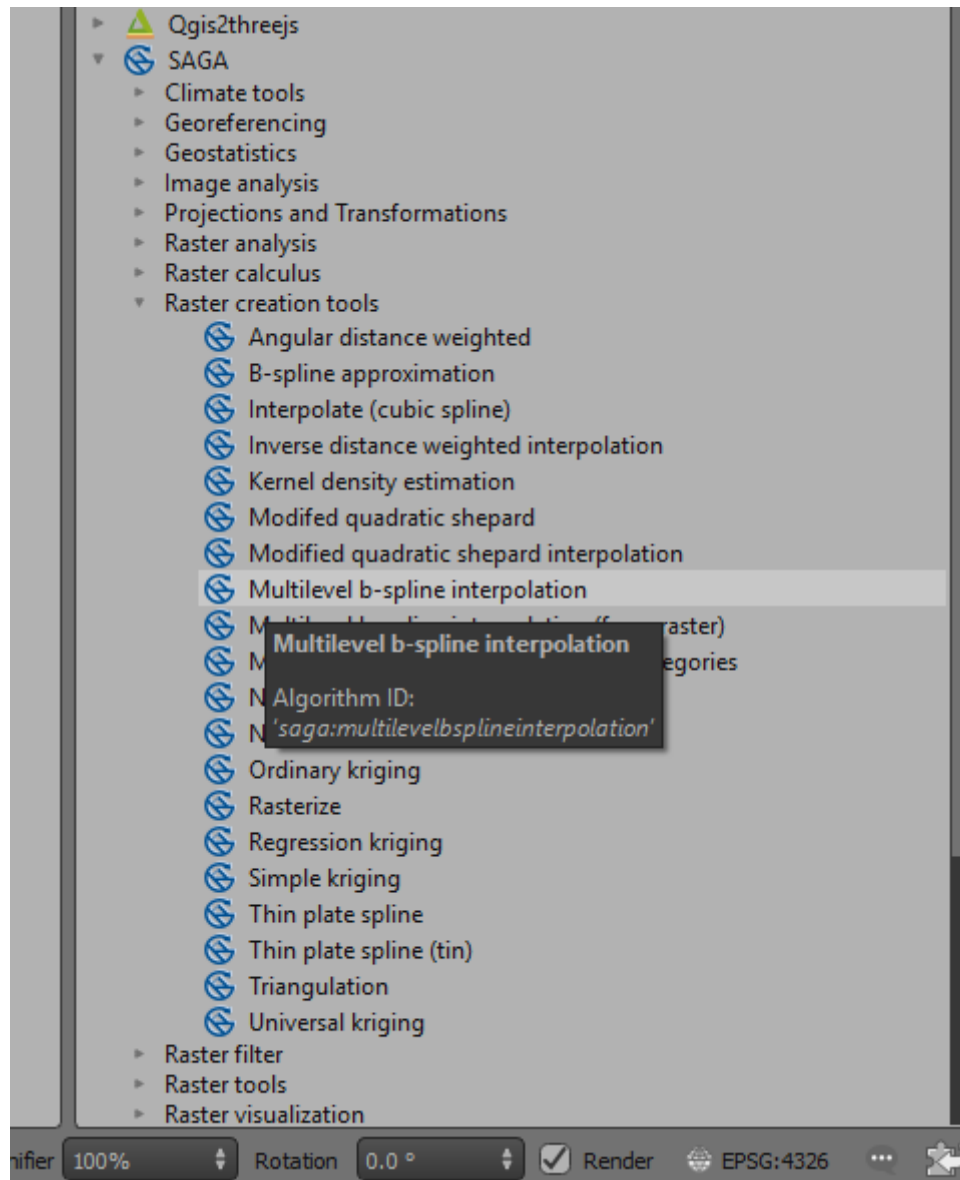 Qgis2threejs
SAGA
Climate tools
Georeferencing
Geostatistics
Image analysis
Projections and Transformations
Raster analysis
Raster calculus
Raster creation tools
Angular distance weighted
B-spline approximation
Interpolate (cubic spline)
Inverse distance weighted interpolation
Kernel density estimation
Modifed quadratic shepard
Modified quadratic shepard interpolation
Multilevel b-spline interpolation
raster)
Multilevel b-spline interpolation
egories
Algorithm ID:
'saga:multilevelbsplineinterpolation'
Ordinary kriging
Rasterize
Regression kriging
Simple kriging
Thin plate spline
Thin plate spline (tin)
Triangulation
Universal kriging
Raster filter
Raster tools
Raster visualization
nifier 100% Rotation 0.0 ° Render EPSG:4326